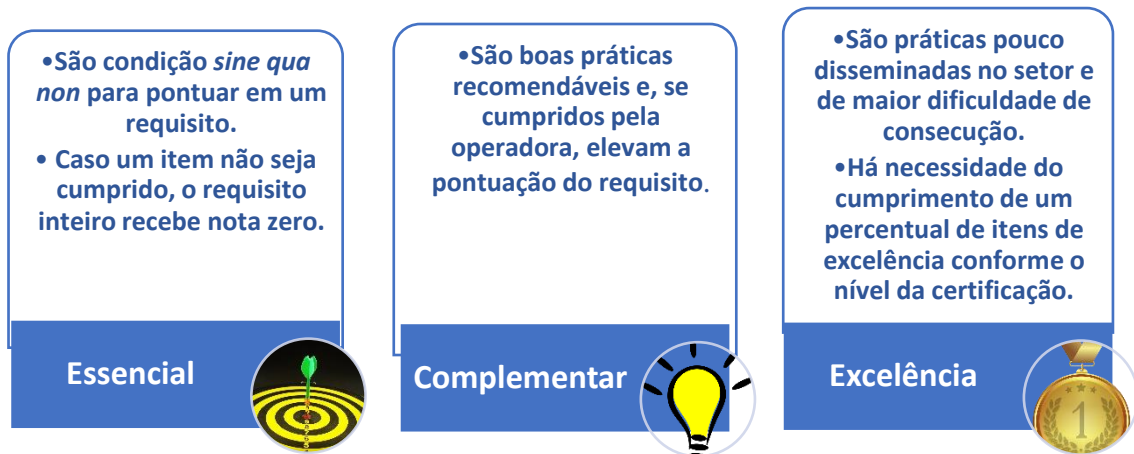 •São condição sine qua
non para pontuar em um
requisito.
• Caso um item não seja
cumprido, o requisito
inteiro recebe nota zero.
Essencial
•São boas práticas
recomendáveis e, se
cumpridos pela
operadora, elevam a
pontuação do requisito.
Complementar
•São práticas pouco
disseminadas no setor e
de maior dificuldade de
consecução.
•Há necessidade do
cumprimento de um
percentual de itens de
excelência conforme o
nível da certificação.
Excelência
1